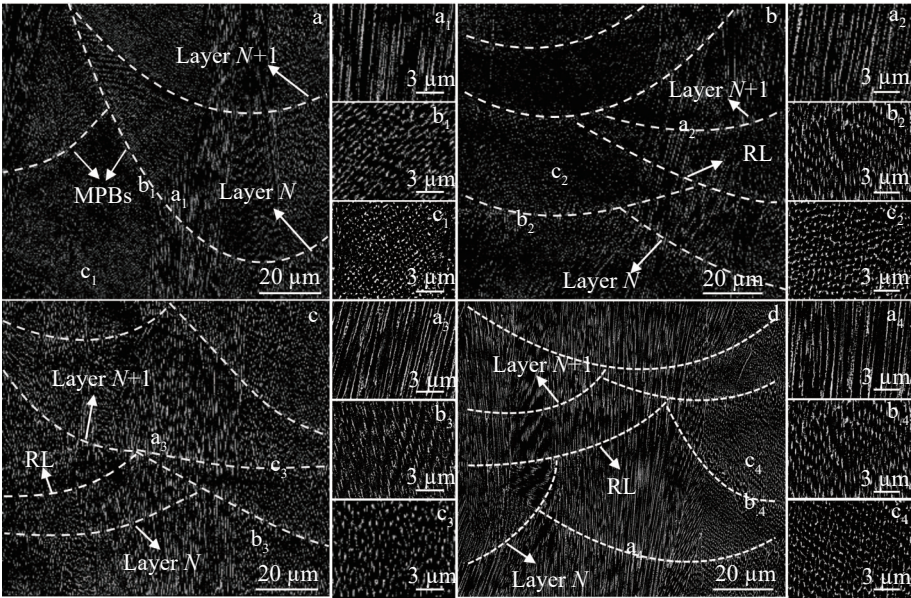 a
Layer N+1
MPBs
b₁
a₁
Layer N
c₁
20 µm
a₁
3 µm
b₁
3 µm
c₁
3 µm
b
Layer N+1
a₂
RL
c₂
b₂
Layer N
20 µm
a₂
3 µm
b₂
3 µm
c₂
3 µm
c
Layer N+1
a₃
RL
c₃
b₃
Layer N
20 µm
a₃
3 µm
b₃
3 µm
c₃
3 µm
d
Layer N+1
c₄
RL
b₄
a₄
Layer N
20 µm
a₄
3 µm
b₄
3 µm
c₄
3 µm